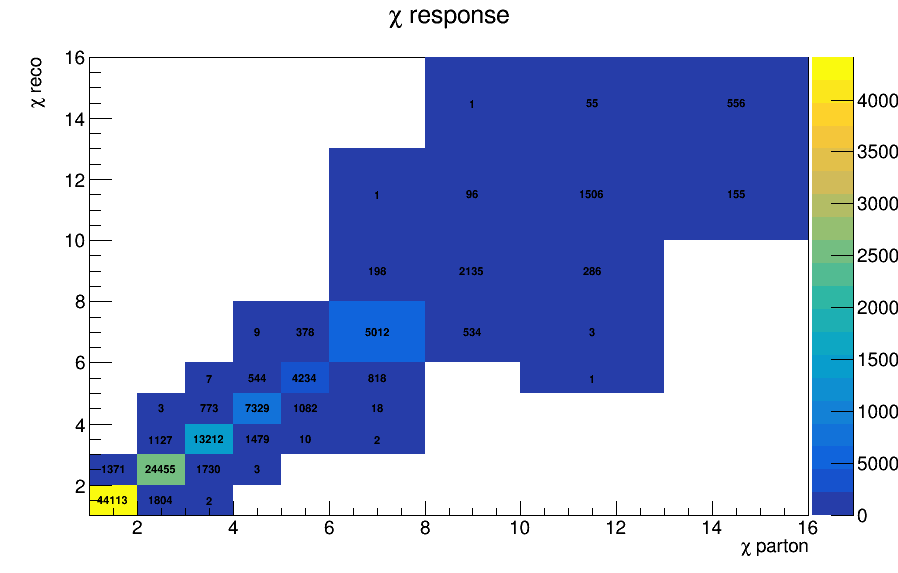 χ response
χ reco
16
14
12
10
8
6
4
2
1 55 556
1 96 1506 155
198 2135 286
9 378 5012 534 3
7 544 4234 818 1
3 773 7329 1082 18
1127 13212 1479 10 2
1371 24455 1730 3
44113 1804 2
2 4 6 8 10 12 14 16
χ parton
4000
3500
3000
2500
2000
1500
1000
5000
0